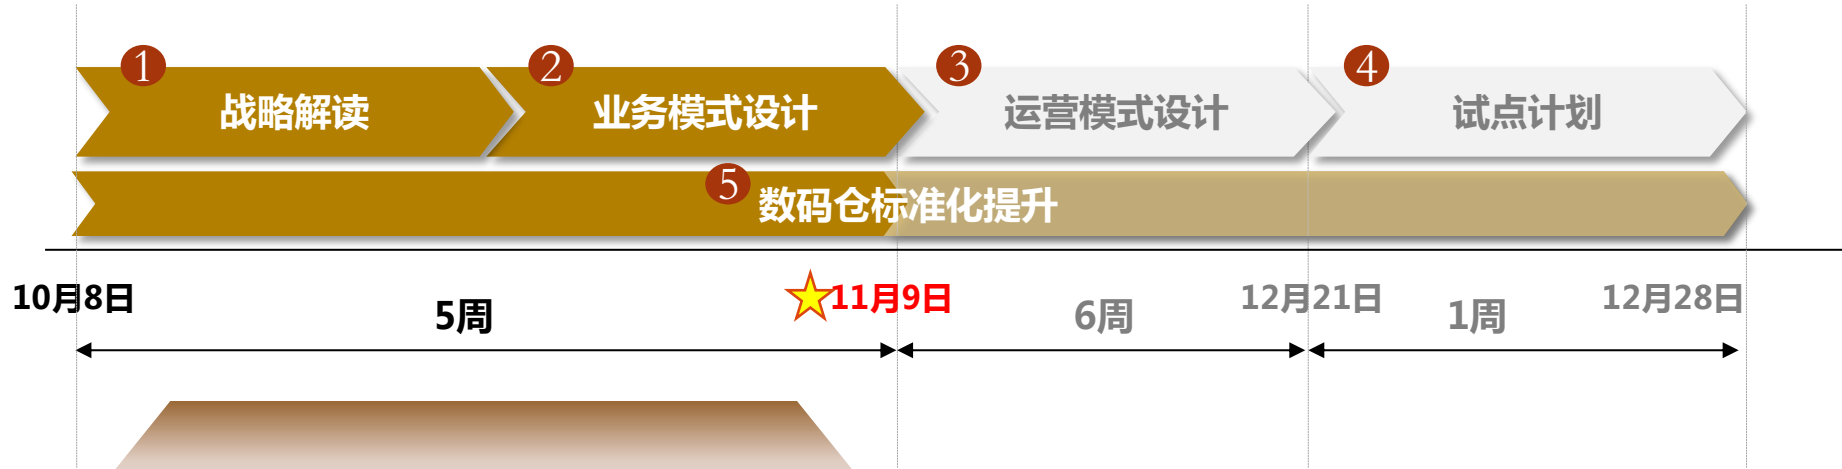 1
战略解读
2
业务模式设计
3
运营模式设计
4
试点计划
5
数码仓标准化提升
10月8日
5周
11月9日
6周
12月21日
1周
12月28日